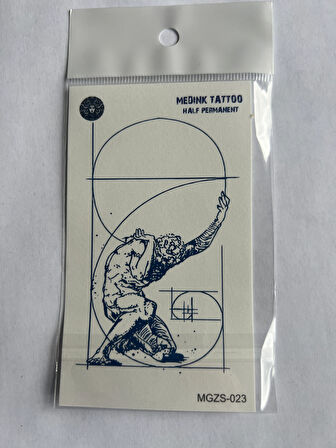 MEDINK TATTOO
HALF PERMANENT
MGZS-023